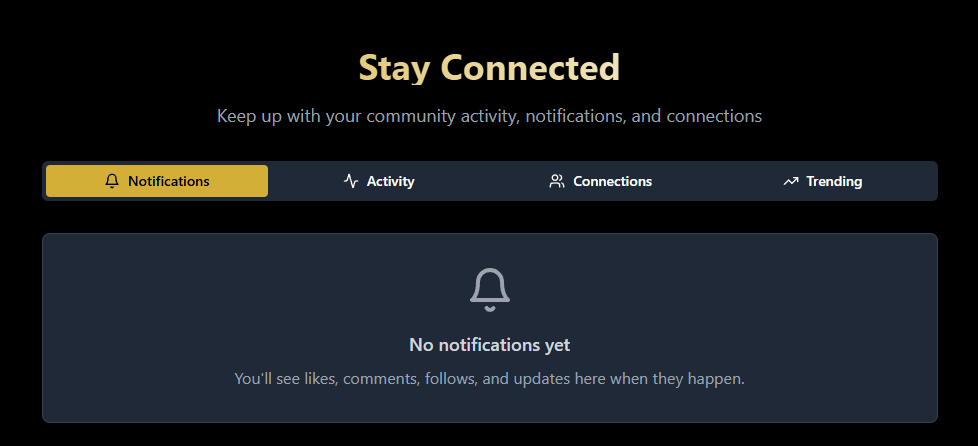 Stay Connected
Keep up with your community activity, notifications, and connections
Notifications
Activity
Connections
Trending
No notifications yet
You'll see likes, comments, follows, and updates here when they happen.